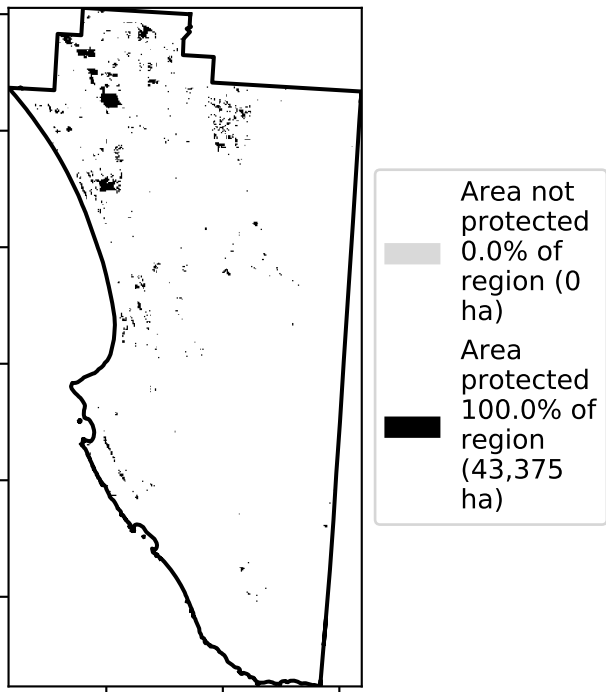 Area not
protected
0.0% of
region (0
ha)
Area
protected
100.0% of
region
(43,375
ha)